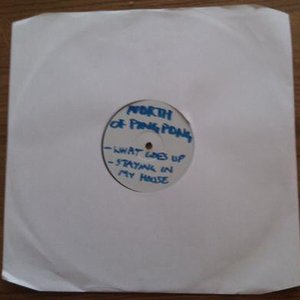 NORTH
OF PING PONG
- WHAT GOES UP
- STAYING IN
MY HOUSE